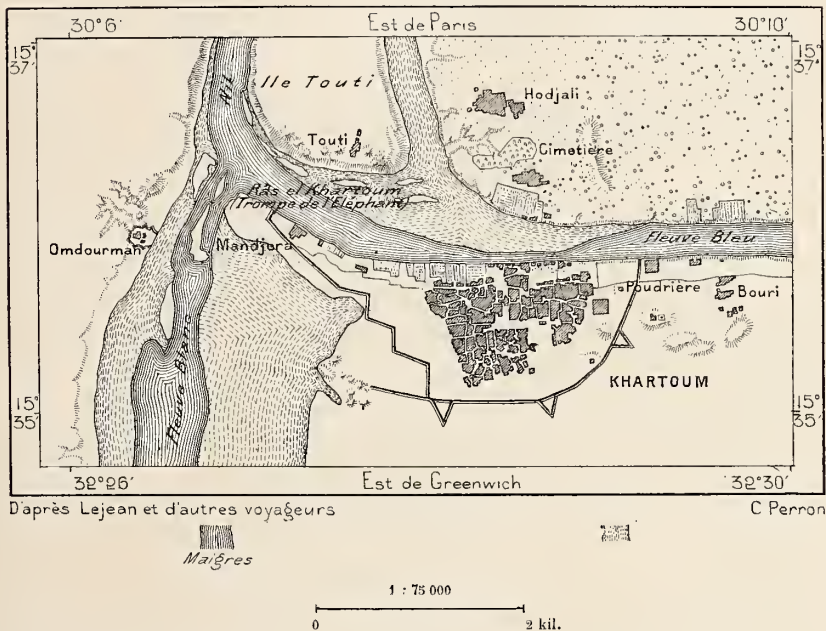 30°6' Est de Paris 30°10'
15°
37'
15°
37'
Nil
Ile Touti
Hodjali
Touti
Cimetière
Râs el Khartoum
(Trompe de l'Eléphant)
Fleuve Bleu
Omdourman
Mandjera
Poudrière
Bouri
Fleuve Blanc
KHARTOUM
15°
35'
15°
35'
32°26' Est de Greenwich 32°30'
D'après Lejean et d'autres voyageurs C Perron
Maigres
1 : 75 000
0 2 kil.